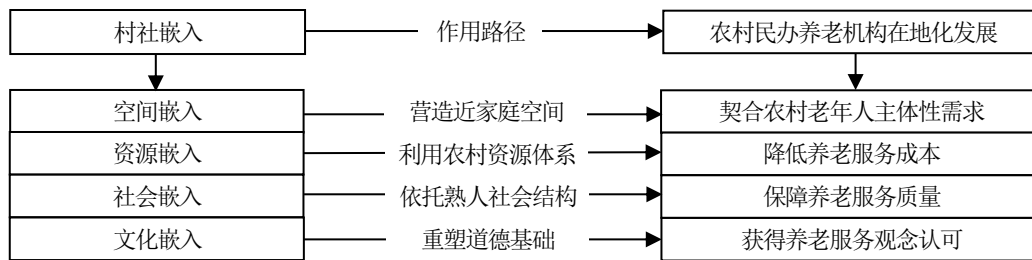 村社嵌入 作用路径 农村民办养老机构在地化发展
空间嵌入 营造近家庭空间 契合农村老年人主体性需求
资源嵌入 利用农村资源体系 降低养老服务成本
社会嵌入 依托熟人社会结构 保障养老服务质量
文化嵌入 重塑道德基础 获得养老服务观念认可